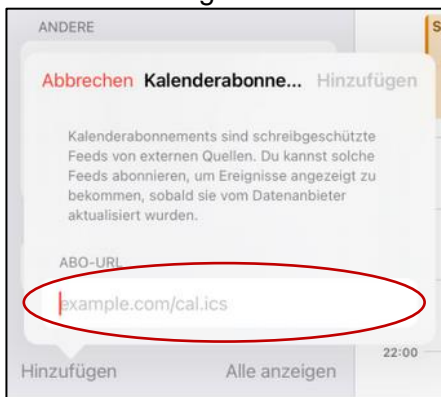 ANDERE
S
Abbrechen Kalenderabonne... Hinzufügen
Kalenderabonnements sind schreibgeschützte
Feeds von externen Quellen. Du kannst solche
Feeds abonnieren, um Ereignisse angezeigt zu
bekommen, sobald sie vom Datenanbieter
aktualisiert wurden.
ABO-URL
example.com/cal.ics
22:00
Hinzufügen Alle anzeigen